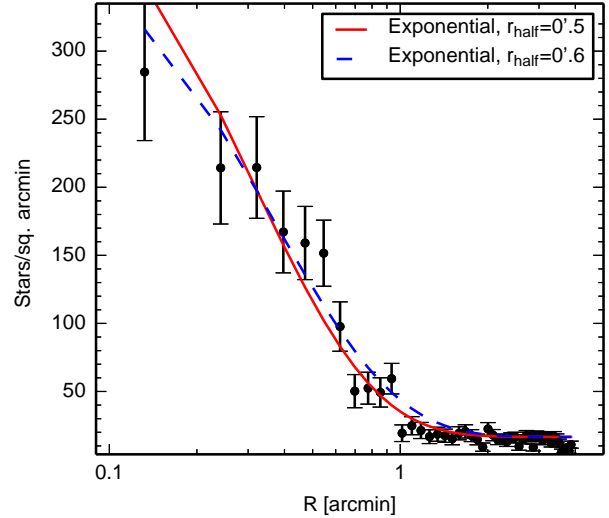 Exponential, r_half=0'.5
Exponential, r_half=0'.6
Stars/sq. arcmin
300
250
200
150
100
50
0.1
1
R [arcmin]